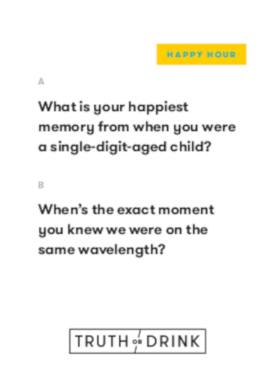 HAPPY HOUR
A
What is your happiest
memory from when you were
a single-digit-aged child?
B
When's the exact moment
you knew we were on the
same wavelength?
TRUTH OR DRINK